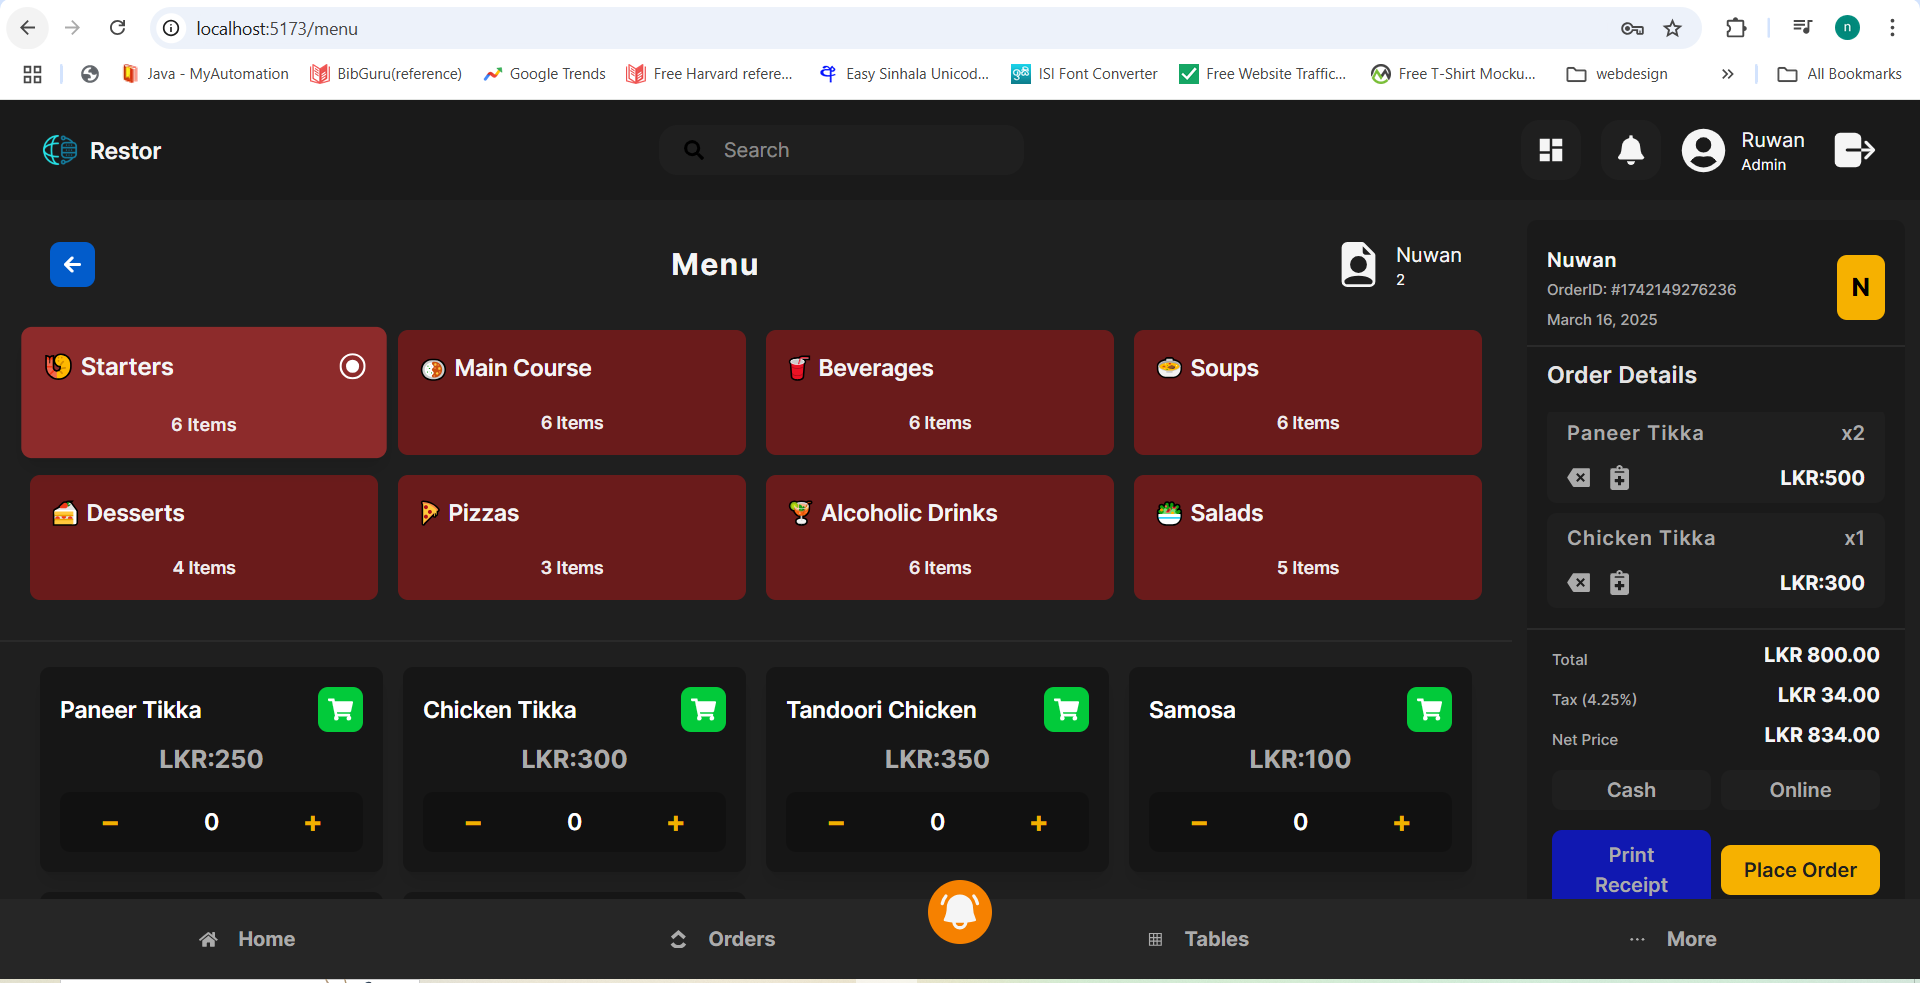 localhost:5173/menu
n
Java - MyAutomation
BibGuru(reference)
Google Trends
Free Harvard refere...
Easy Sinhala Unicod...
ISI Font Converter
Free Website Traffic...
Free T-Shirt Mocku...
webdesign
»
All Bookmarks
Restor
Search
Ruwan
Admin
Menu
Nuwan
2
Starters
6 Items
Main Course
6 Items
Beverages
6 Items
Soups
6 Items
Desserts
4 Items
Pizzas
3 Items
Alcoholic Drinks
6 Items
Salads
5 Items
Paneer Tikka
LKR:250
− 0 +
Chicken Tikka
LKR:300
− 0 +
Tandoori Chicken
LKR:350
− 0 +
Samosa
LKR:100
− 0 +
Nuwan
OrderID: #1742149276236
March 16, 2025
N
Order Details
Paneer Tikka x2
LKR:500
Chicken Tikka x1
LKR:300
Total LKR 800.00
Tax (4.25%) LKR 34.00
Net Price LKR 834.00
Cash Online
Print
Receipt
Place Order
Home
Orders
Tables
More